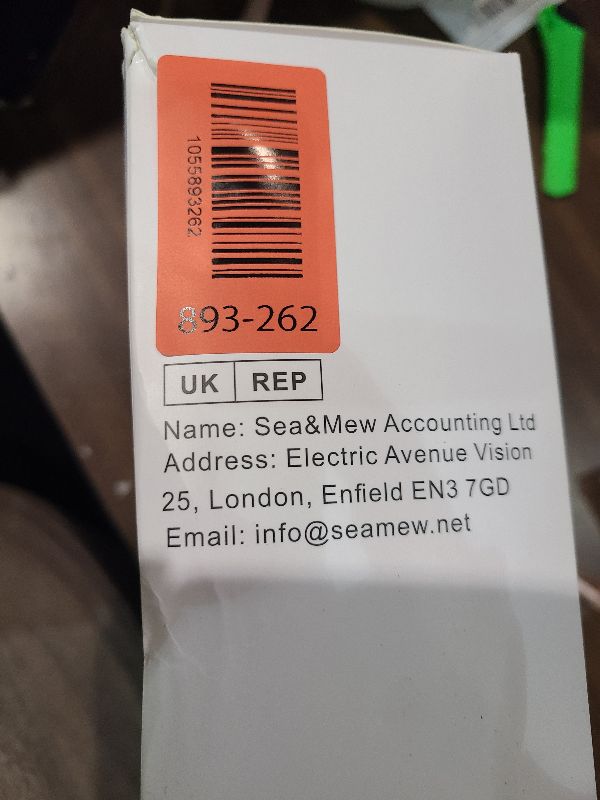 1055893262
893-262
UK REP
Name: Sea&Mew Accounting Ltd
Address: Electric Avenue Vision
25, London, Enfield EN3 7GD
Email: info@seamew.net